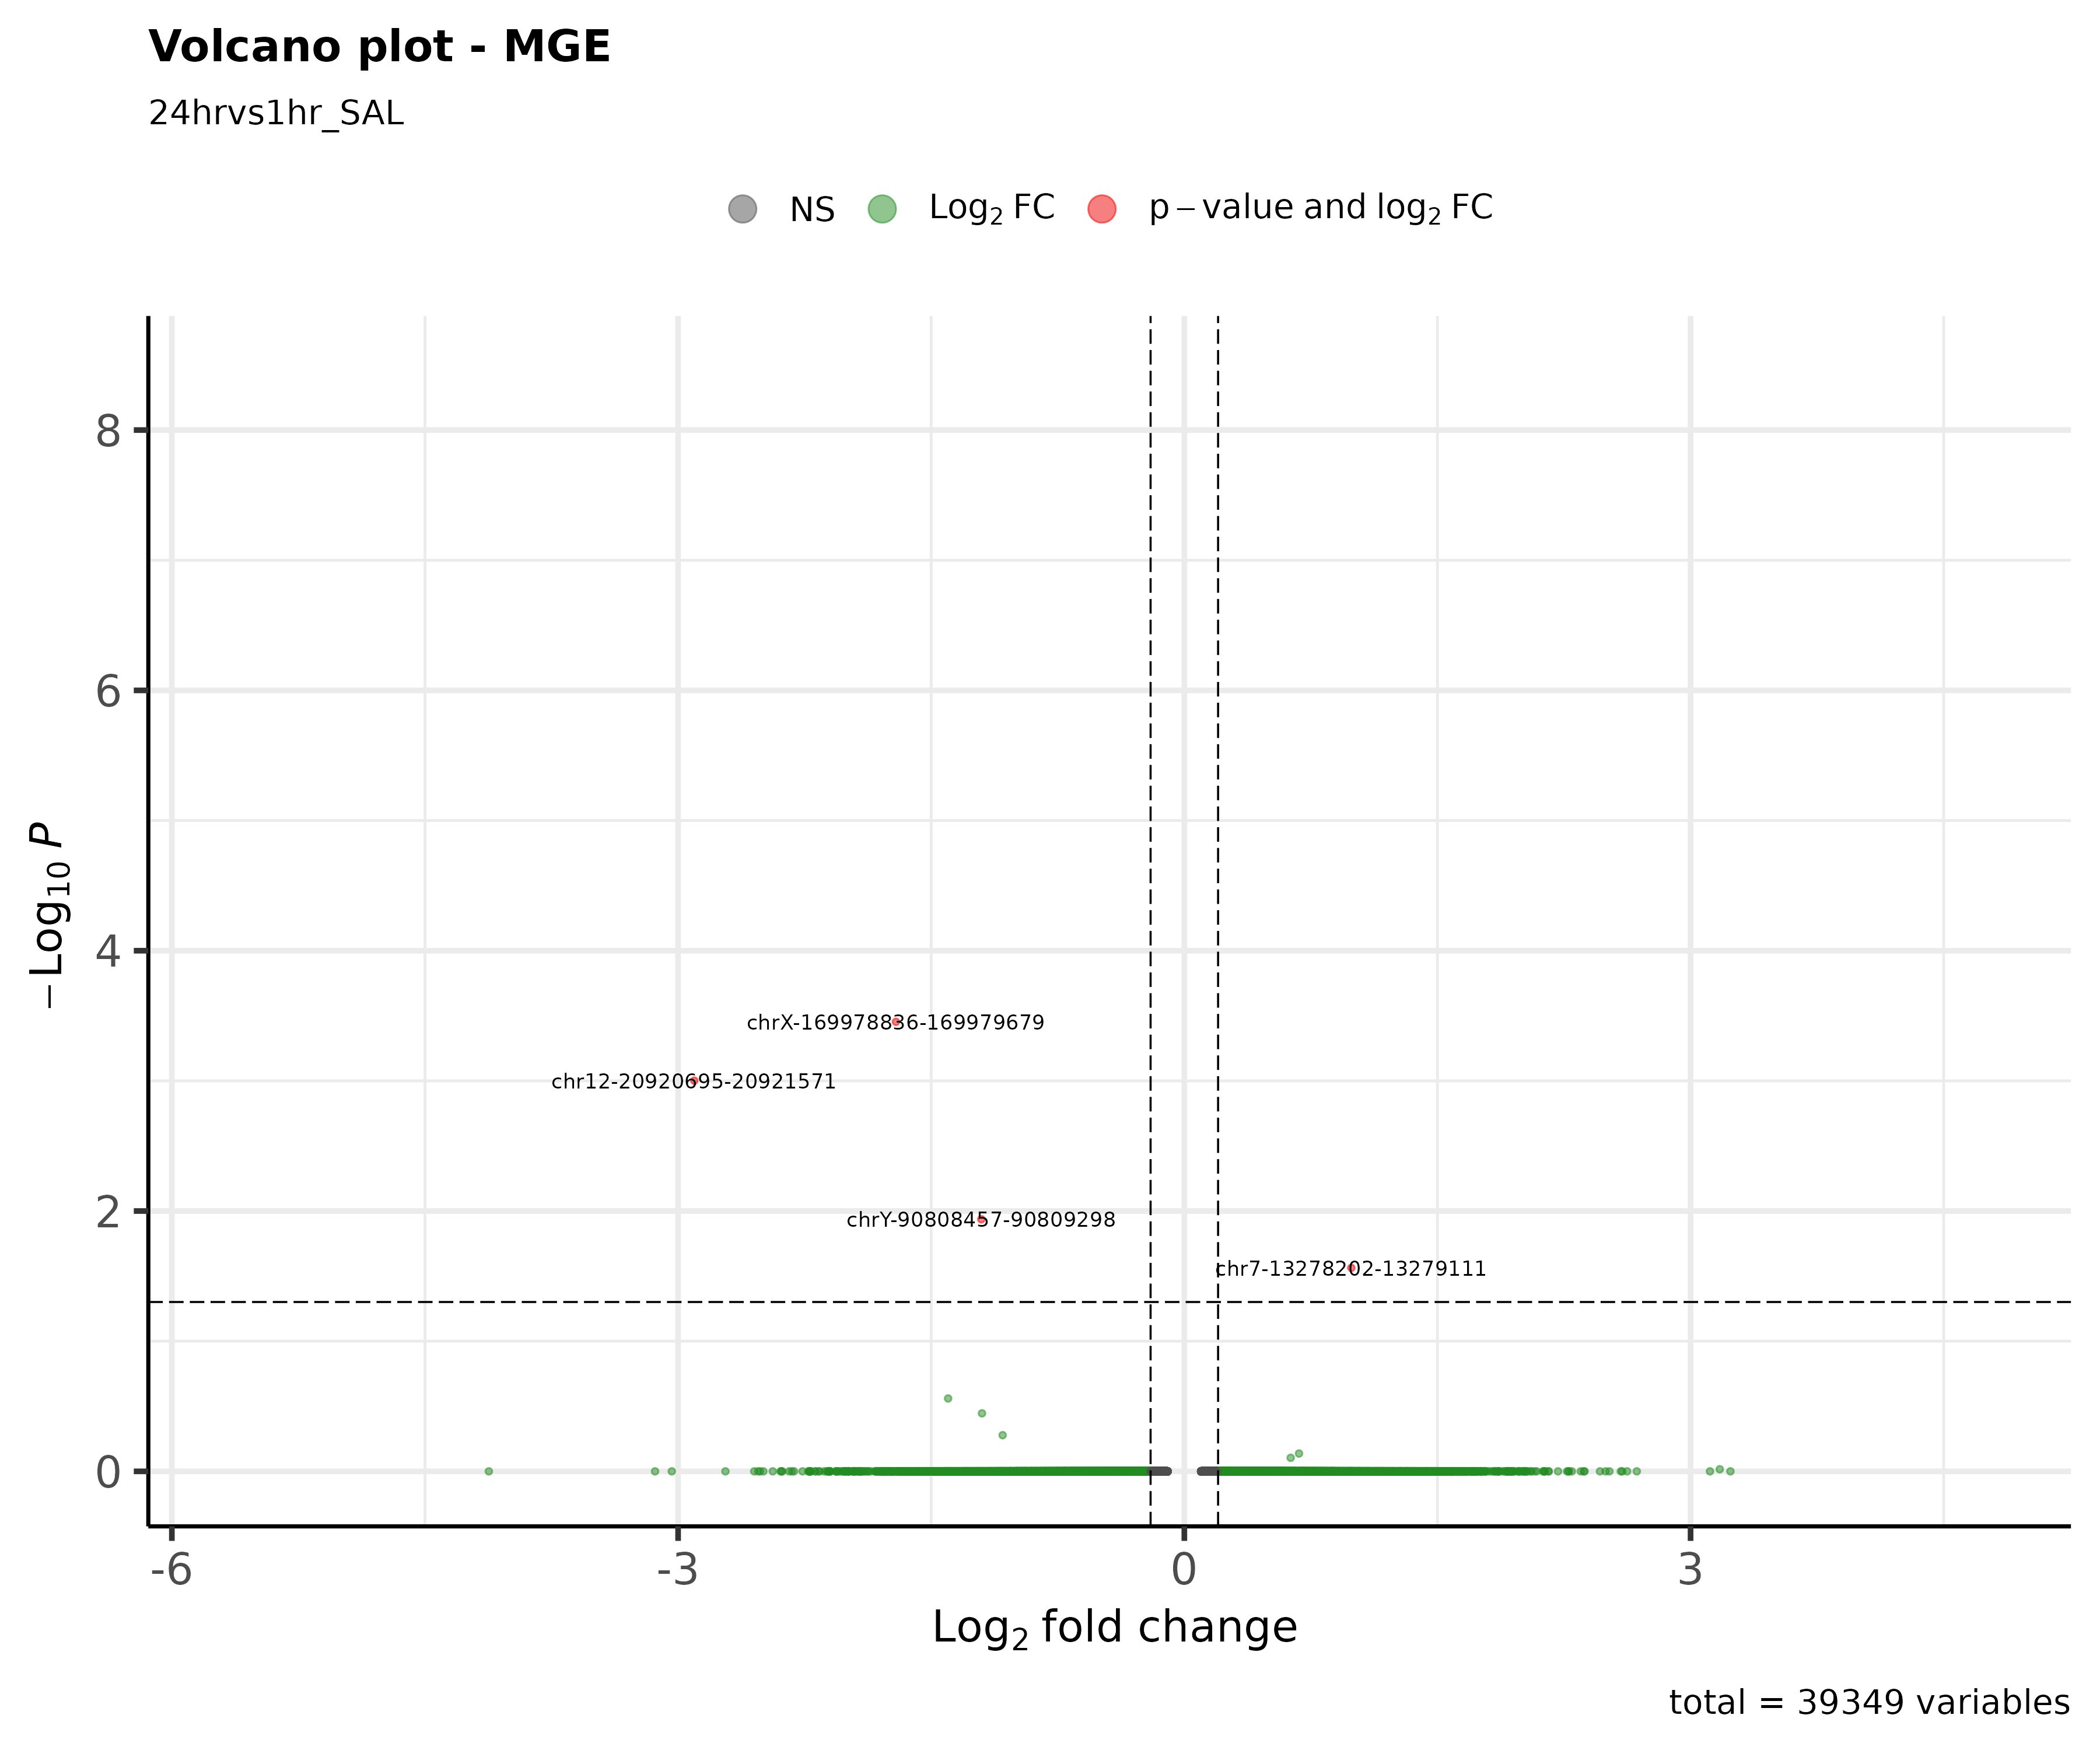 Volcano plot - MGE
24hrvs1hr_SAL
NS Log₂ FC p – value and log₂ FC
8
6
4
2
0
−Log₁₀ P
chrX-169978836-169979679
chr12-20920695-20921571
chrY-90808457-90809298
chr7-13278202-13279111
-6 -3 0 3
Log₂ fold change
total = 39349 variables